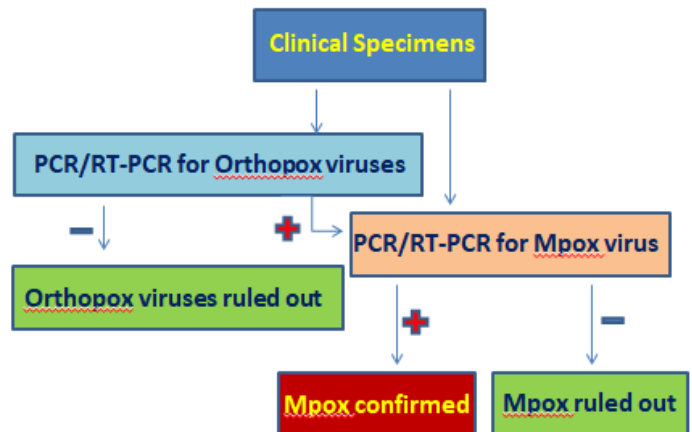 Clinical Specimens
PCR/RT-PCR for Orthopox viruses
PCR/RT-PCR for Mpox virus
Orthopox viruses ruled out
Mpox confirmed
Mpox ruled out